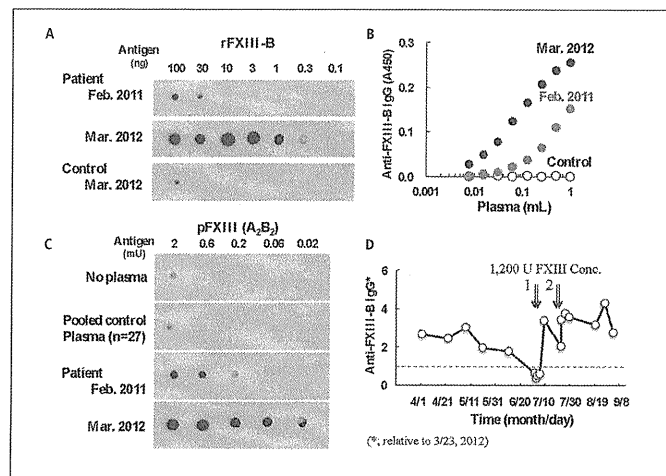 A
rFXIII-B
Antigen
(ng)
100 30 10 3 1 0.3 0.1
Patient
Feb. 2011
Mar. 2012
Control
Mar. 2012
B
Anti-FXIII-B IgG (A450)
0.3
0.2
0.1
0.0
Mar. 2012
Feb. 2011
Control
0,001 0.01 0.1 1
Plasma (mL)
C
pFXIII (A₂B₂)
Antigen
(mU)
2 0.6 0.2 0.06 0.02
No plasma
Pooled control
Plasma (n=27)
Patient
Feb. 2011
Mar. 2012
D
1,200 U FXIII Conc.
1 2
Anti-FXIII-B IgG*
6
4
2
0
4/1 4/21 5/11 5/31 6/20 7/10 7/30 8/19 9/8
Time (month/day)
(*; relative to 3/23, 2012)